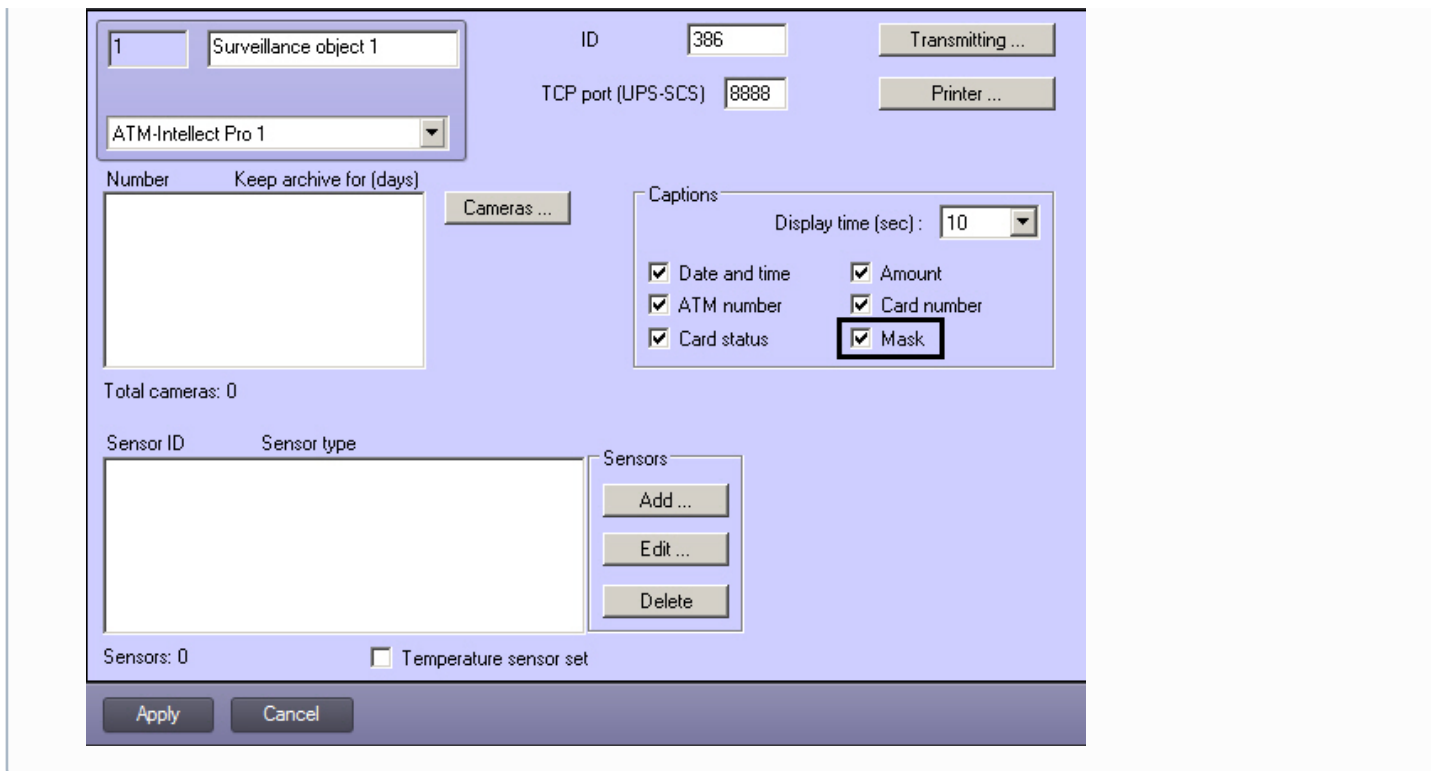 1 Surveillance object 1 ID 386 Transmitting ...
TCP port (UPS-SCS) 8888 Printer ...
ATM-Intellect Pro 1
Number Keep archive for (days)
Cameras ...
Captions
Display time (sec) : 10
Date and time Amount
ATM number Card number
Card status Mask
Total cameras: 0
Sensor ID Sensor type
Sensors
Add ...
Edit ...
Delete
Sensors: 0 Temperature sensor set
Apply Cancel